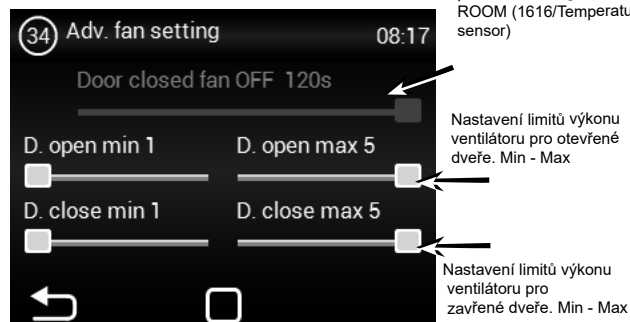 34 Adv. fan setting 08:17
Door closed fan OFF 120s
D. open min 1 D. open max 5
D. close min 1 D. close max 5
ROOM (1616/Temperatu
sensor)
Nastavení limitů výkonu
ventilátoru pro otevřené
dveře. Min - Max
Nastavení limitů výkonu
ventilátoru pro
zavřené dveře. Min - Max